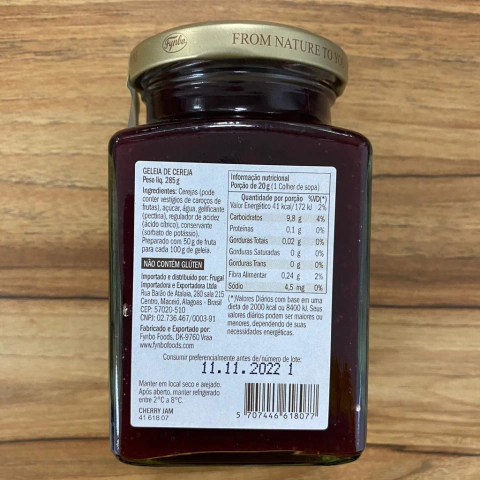 Fynbo
FROM NATURE TO
GELEIA DE CEREJA
Peso líq. 285g
Ingredientes: Cerejas (pode
conter vestígios de caroços de
frutas), açúcar, água, gelificante
(pectina), regulador de acidez
(ácido cítrico), conservante
(sorbato de potássio).
Preparado com 50g de fruta
para cada 100g de geleia.
NÃO CONTÉM GLÚTEN
Importado e distribuido por: Frugal
Importadora e Exportadora Ltda
Rua Barão de Atalaia, 280 sale 215
Centro, Maceió, Alagoas - Brasil
CEP: 57020-510
CNPJ: 02.736.467/0003-91
Fabricado e Exportado por:
Fynbo Foods, DK-9760 Vraa
www.fynbofoods.com
Informação nutricional
Porção de 20g (1 Colher de sopa)
Quantidade por porção %VD(*)
Valor Energético 41 kcal/172 kJ 2%
Carboidratos 9,8 g 4%
Proteínas 0,1 g 0%
Gorduras Totais 0,02 g 0%
Gorduras Saturadas 0 g 0%
Gorduras Trans 0 g 0%
Fibra Alimentar 0,24 g 2%
Sódio 4,5 mg 0%
(*)Valores Diários com base em uma
dieta de 2000 kcal ou 8400 kJ. Seus
valores diários podem ser maiores ou
menores, dependendo de suas
necessidades energéticas.
Consumir preferencialmente antes de/número de lote:
11.11.2022 1
Manter em local seco e arejado.
Após aberto, manter refrigerado
entre 2°C a 8°C.
CHERRY JAM
41 618 07
5 707446 618077